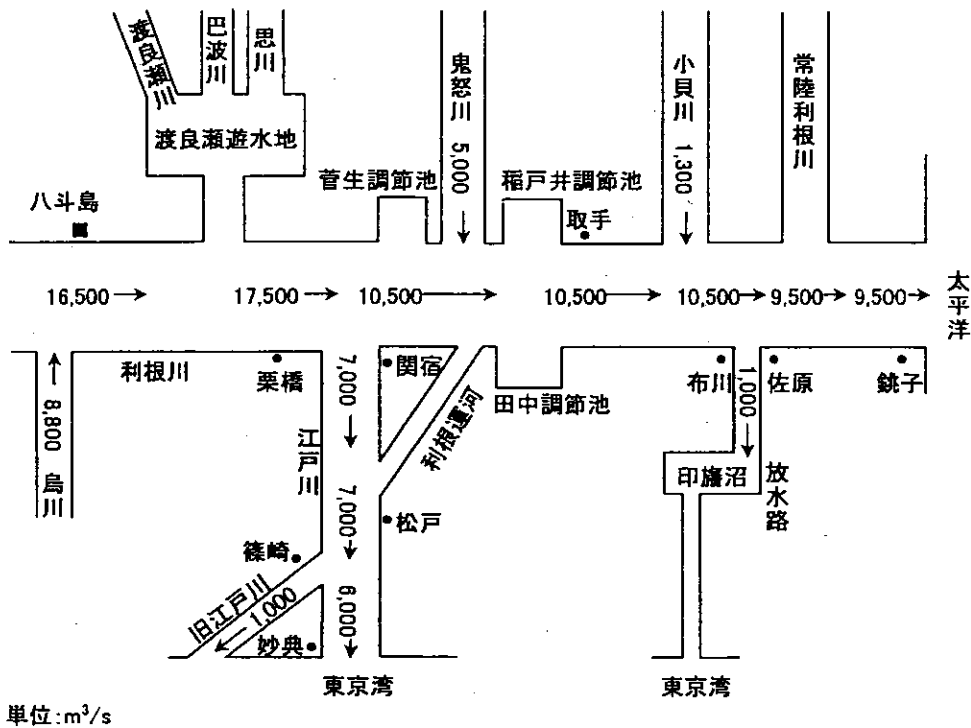 渡良瀬川
巴波川
思川
鬼怒川 5,000
小貝川 1,300
常陸利根川
渡良瀬遊水地
菅生調節池
稲戸井調節池
取手
八斗島
16,500
17,500
10,500
10,500
10,500
9,500
9,500
太平洋
利根川
栗橋
7,000
関宿
布川
1,000
佐原
銚子
8,800 烏川
江戸川
利根運河
田中調節池
印旛沼
放水路
7,000
松戸
篠崎
旧江戸川
1,000
6,000
妙典
東京湾
東京湾
単位:m³/s